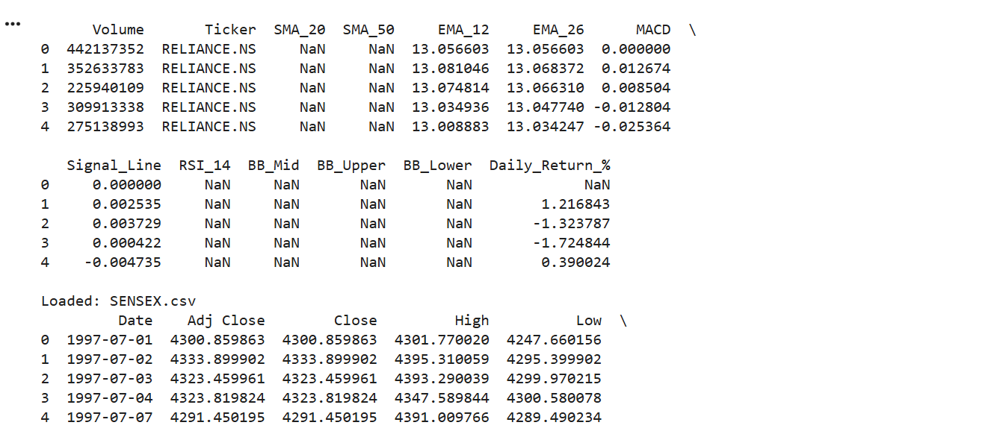 •••
Volume Ticker SMA_20 SMA_50 EMA_12 EMA_26 MACD \
0 442137352 RELIANCE.NS NaN NaN 13.056603 13.056603 0.000000
1 352633783 RELIANCE.NS NaN NaN 13.081046 13.068372 0.012674
2 225940109 RELIANCE.NS NaN NaN 13.074814 13.066310 0.008504
3 309913338 RELIANCE.NS NaN NaN 13.034936 13.047740 -0.012804
4 275138993 RELIANCE.NS NaN NaN 13.008883 13.034247 -0.025364
Signal_Line RSI_14 BB_Mid BB_Upper BB_Lower Daily_Return_%
0 0.000000 NaN NaN NaN NaN NaN
1 0.002535 NaN NaN NaN NaN 1.216843
2 0.003729 NaN NaN NaN NaN -1.323787
3 0.000422 NaN NaN NaN NaN -1.724844
4 -0.004735 NaN NaN NaN NaN 0.390024
Loaded: SENSEX.csv
Date Adj Close Close High Low \
0 1997-07-01 4300.859863 4300.859863 4301.770020 4247.660156
1 1997-07-02 4333.899902 4333.899902 4395.310059 4295.399902
2 1997-07-03 4323.459961 4323.459961 4393.290039 4299.970215
3 1997-07-04 4323.819824 4323.819824 4347.589844 4300.580078
4 1997-07-07 4291.450195 4291.450195 4391.009766 4289.490234